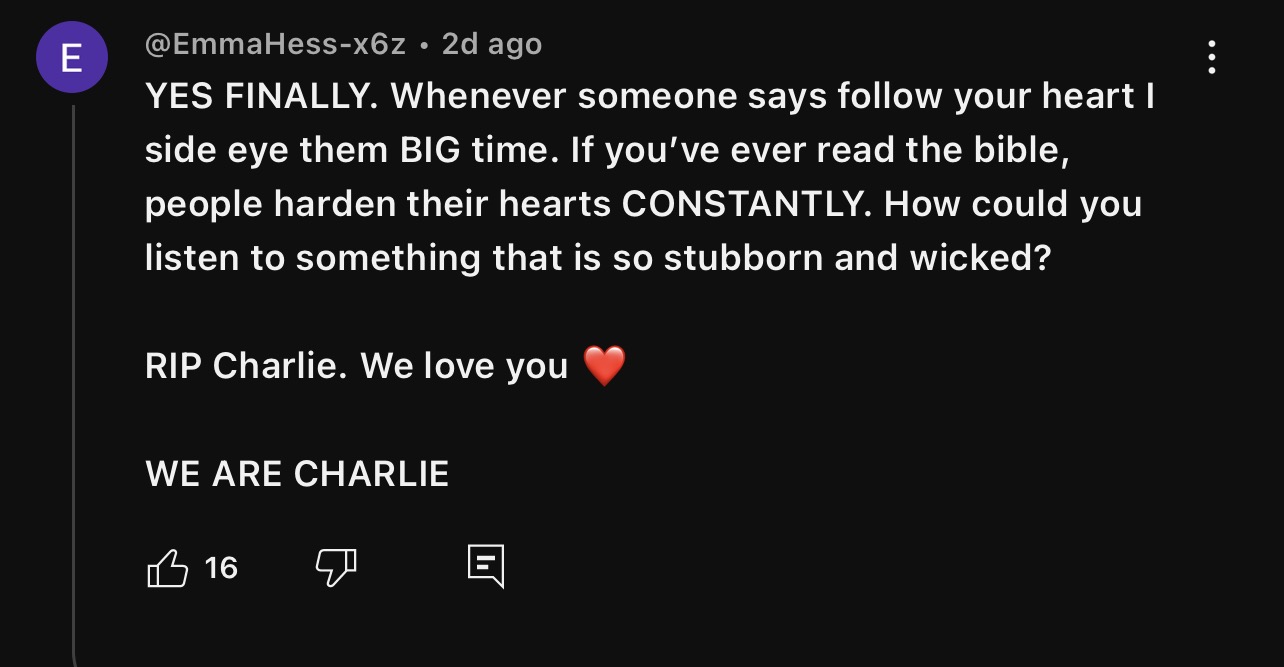 E
@EmmaHess-x6z • 2d ago
YES FINALLY. Whenever someone says follow your heart I
side eye them BIG time. If you’ve ever read the bible,
people harden their hearts CONSTANTLY. How could you
listen to something that is so stubborn and wicked?
RIP Charlie. We love you ❤️
WE ARE CHARLIE
16